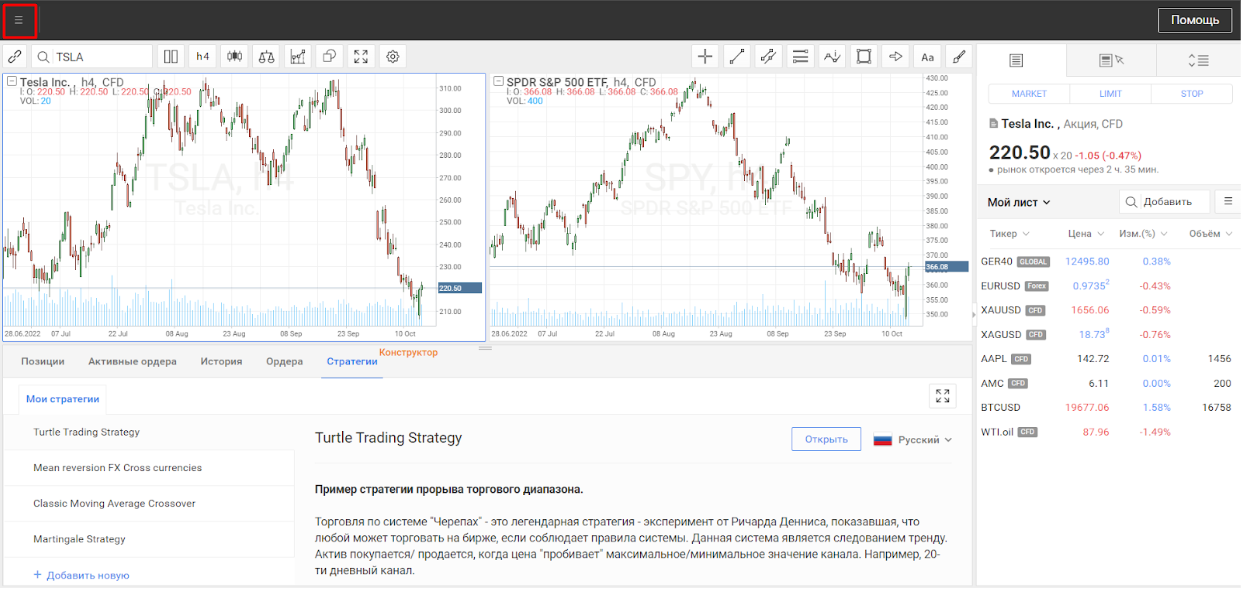 Помощь
TSLA
h4
Aa
Tesla Inc. , h4, CFD
I: O: 220.50 H: 220.50 L: 220.50 C: 220.50
VOL: 20
TSLA, h4
Tesla Inc.
310.00
300.00
290.00
280.00
270.00
260.00
250.00
240.00
230.00
220.50
210.00
28.06.2022 07 Jul 22 Jul 08 Aug 23 Aug 08 Sep 23 Sep 10 Oct
SPDR S&P 500 ETF, h4, CFD
I: O: 366.08 H: 366.08 L: 366.08 C: 366.08
VOL: 400
SPY, h4
SPDR S&P 500 ETF
430.00
425.00
420.00
415.00
410.00
405.00
400.00
395.00
390.00
385.00
380.00
375.00
370.00
366.08
360.00
355.00
350.00
28.06.2022 07 Jul 22 Jul 08 Aug 23 Aug 08 Sep 23 Sep 10 Oct
MARKET LIMIT STOP
Tesla Inc. , Акция, CFD
220.50 x 20 -1.05 (-0.47%)
рынок откроется через 2 ч. 35 мин.
Мой лист Добавить
Тикер Цена Изм.(%) Объём
GER40 GLOBAL 12495.80 0.38%
EURUSD Forex 0.9735² -0.43%
XAUUSD CFD 1656.06 -0.59%
XAGUSD CFD 18.73⁸ -0.76%
AAPL CFD 142.72 0.01% 1456
AMC CFD 6.11 0.00% 200
BTCUSD 19677.06 1.58% 16758
WTI.oil CFD 87.96 -1.49%
Позиции Активные ордера История Ордера Стратегии Конструктор
Мои стратегии
Turtle Trading Strategy
Mean reversion FX Cross currencies
Classic Moving Average Crossover
Martingale Strategy
+ Добавить новую
Turtle Trading Strategy Открыть Русский
Пример стратегии прорыва торгового диапазона.
Торговля по системе "Черепах" - это легендарная стратегия - эксперимент от Ричарда Денниса, показавшая, что
любой может торговать на бирже, если соблюдает правила системы. Данная система является следованием тренду.
Актив покупается/ продается, когда цена "пробивает" максимальное/минимальное значение канала. Например, 20-
ти дневный канал.